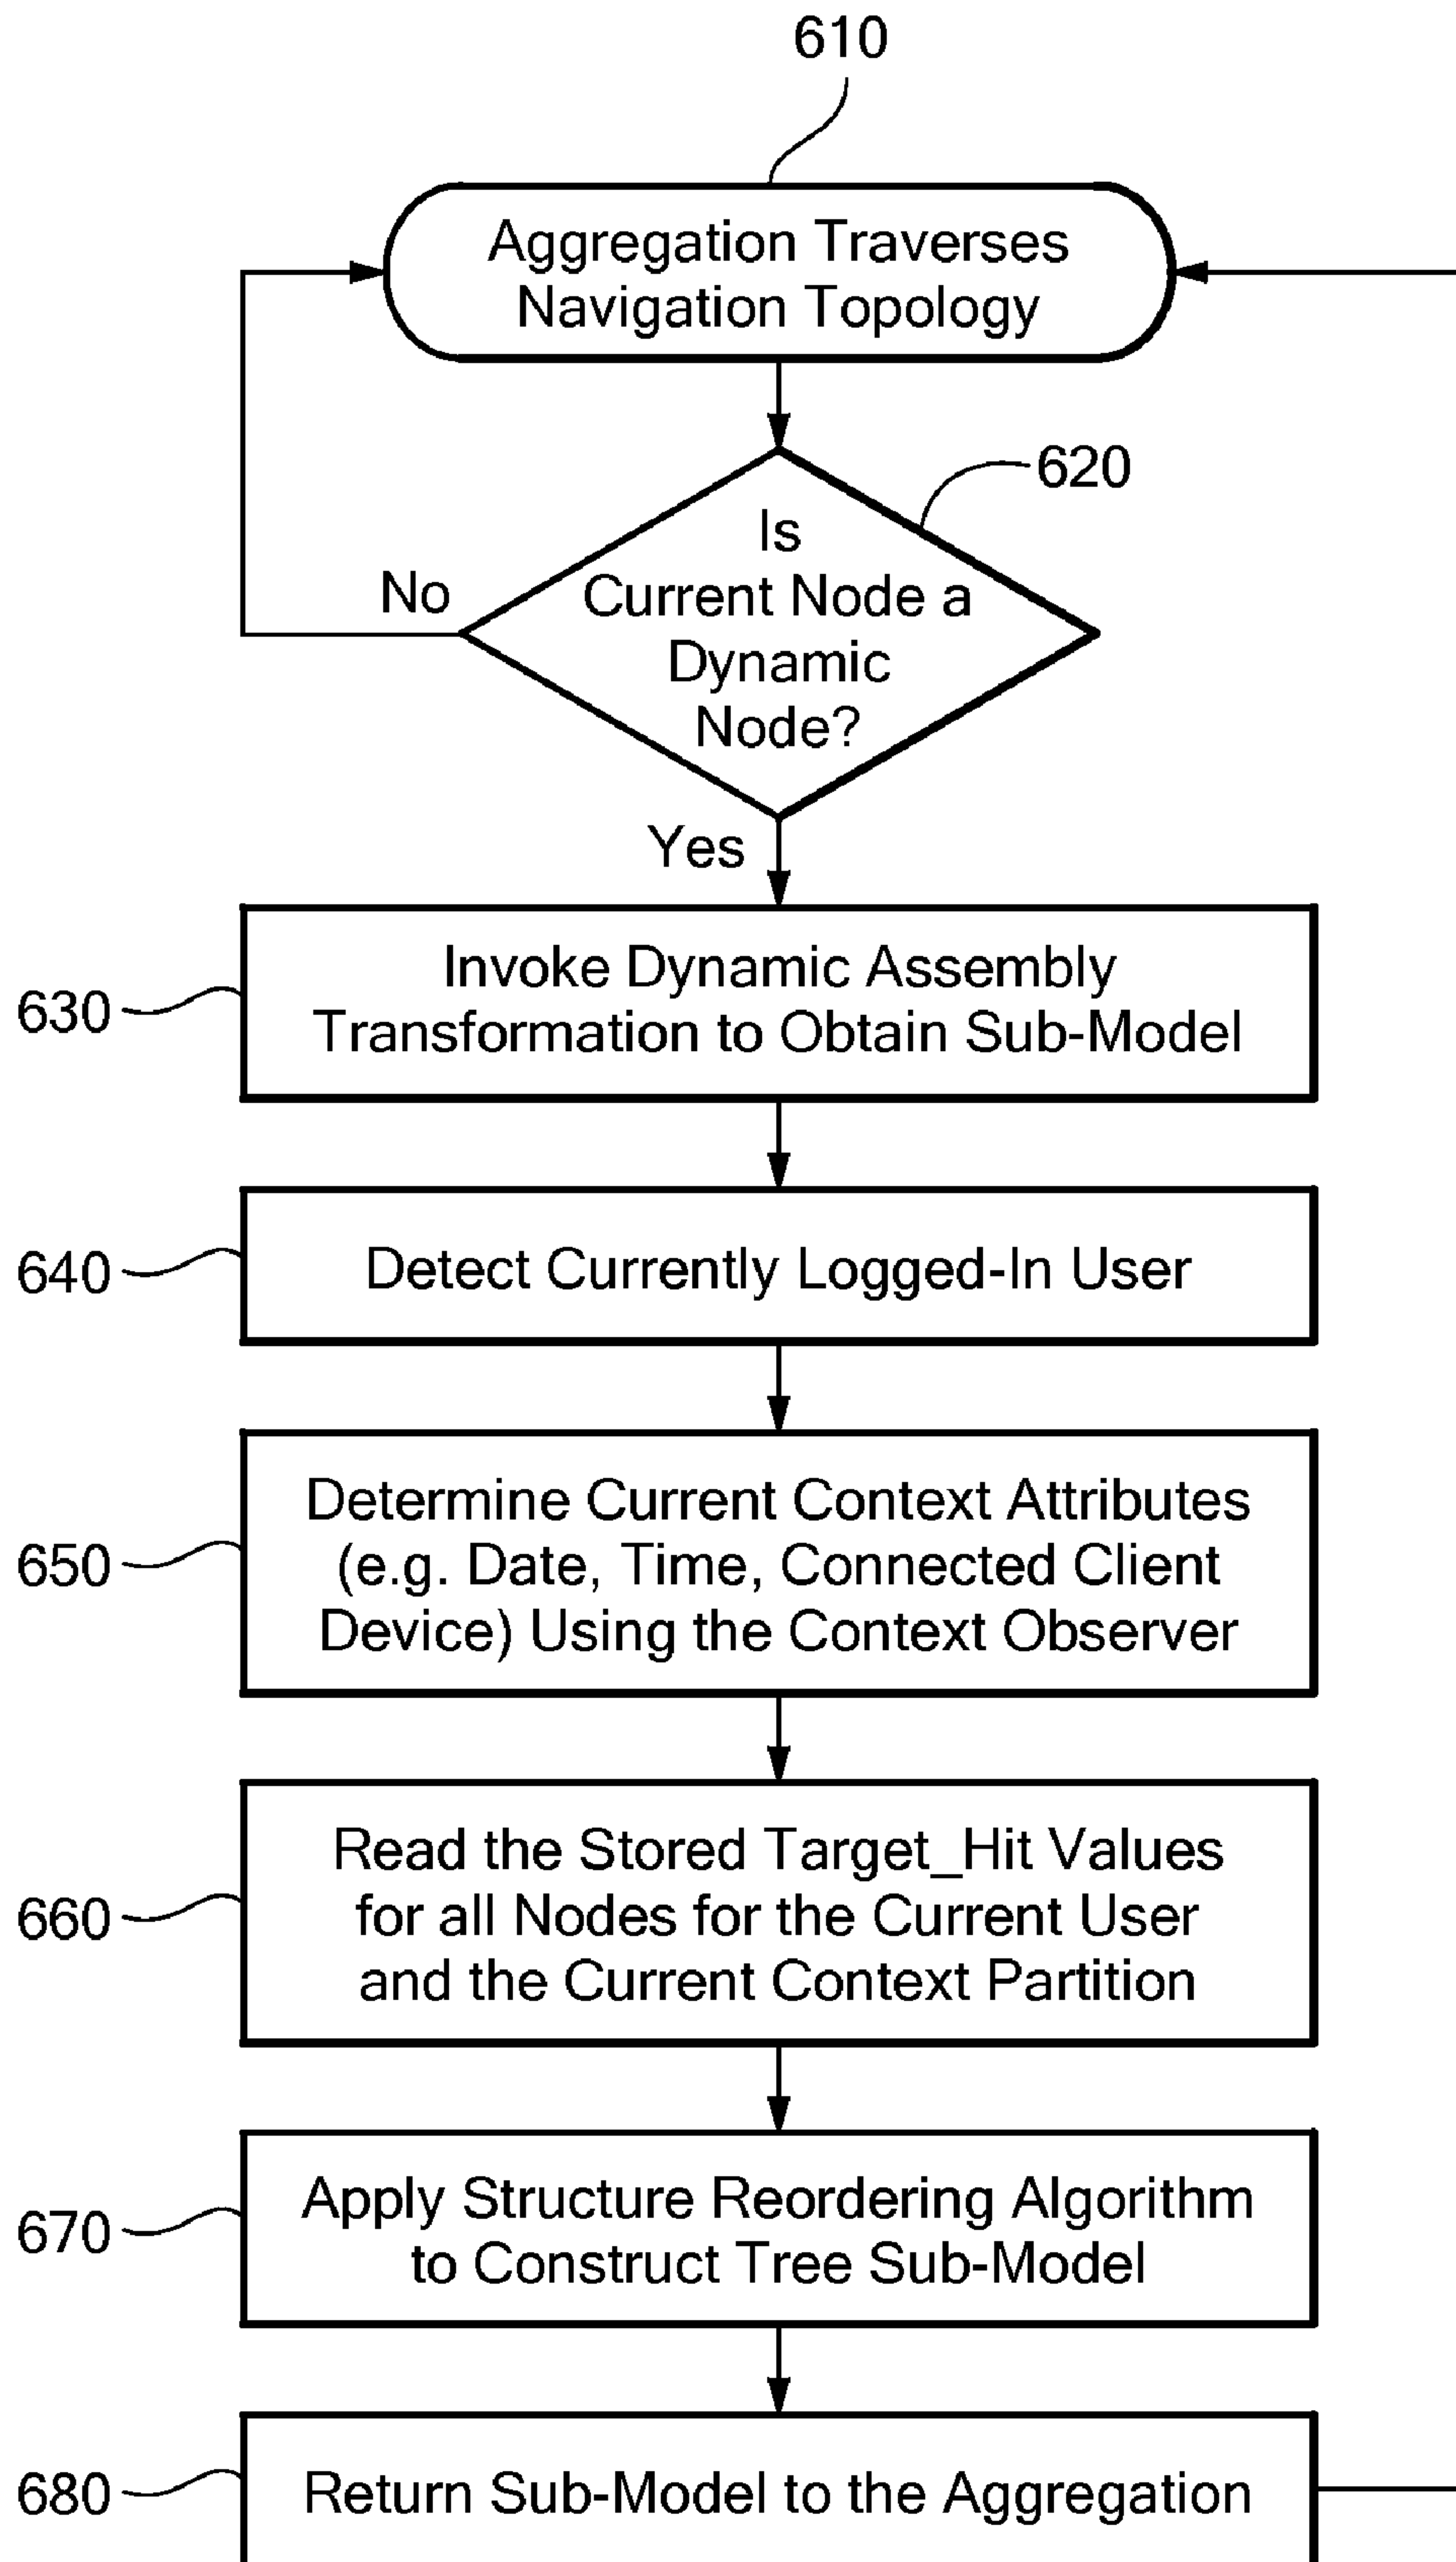 610
Aggregation Traverses
Navigation Topology
620
Is
Current Node a
Dynamic
Node?
No
Yes
630
Invoke Dynamic Assembly
Transformation to Obtain Sub-Model
640
Detect Currently Logged-In User
650
Determine Current Context Attributes
(e.g. Date, Time, Connected Client
Device) Using the Context Observer
660
Read the Stored Target_Hit Values
for all Nodes for the Current User
and the Current Context Partition
670
Apply Structure Reordering Algorithm
to Construct Tree Sub-Model
680
Return Sub-Model to the Aggregation